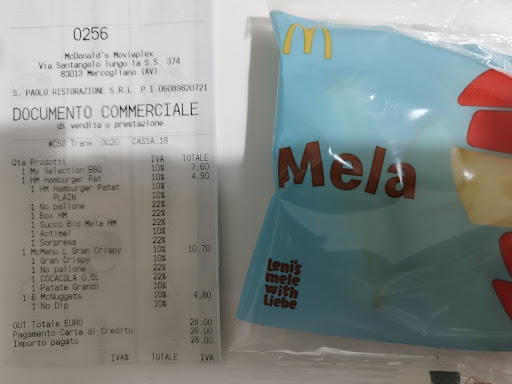 0256
McDonald's Movieplex
Via Santangelo lungo la S.S. 374
83013 Mercogliano (AV)
S. PAOLO RISTORAZIONE S.R.L. P.I.06089820721
DOCUMENTO COMMERCIALE
di vendita o prestazione
#CSO Trans.:0020 CASSA:18
Qta Prodotti IVA TOTALE
1 My Selection BBQ 10% 7,60
1 HM Hamburger Pat 10% 4,90
1 HM Hamburger Patat 10%
PLAIN 10%
1 No pallone 22%
1 Box HM 22%
1 Succo Bio Mela HM 22%
1 Actimel 10%
1 Sorpresa 22%
1 McMenu L Gran Crispy 10% 10,70
1 Gran Crispy 10%
1 No pallone 22%
1 COCACOLA 0,5L 22%
1 Patate Grandi 10%
1 6 McNuggets 10% 4,80
1 No Dip 10%
OUT Totale EURO 28,00
Pagamento Carta di Credito 28,00
Importo pagato 28,00
IVA% TOTALE IVA
Mela
Leni's
mele
with
Liebe